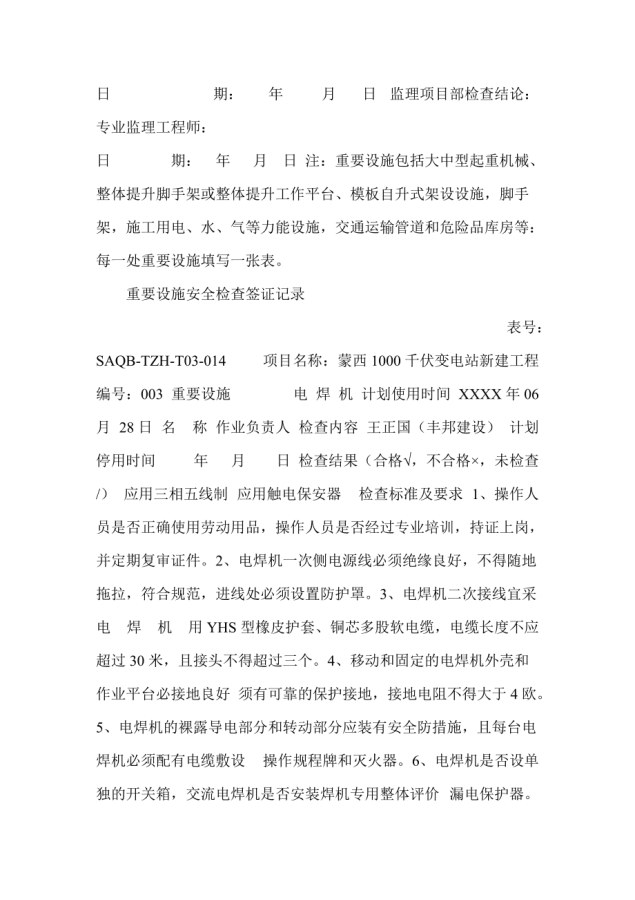 日 期： 年 月 日 监理项目部检查结论：
专业监理工程师：
日 期： 年 月 日 注：重要设施包括大中型起重机械、
整体提升脚手架或整体提升工作平台、模板自升式架设设施，脚手
架，施工用电、水、气等力能设施，交通运输管道和危险品库房等：
每一处重要设施填写一张表。
重要设施安全检查签证记录
表号：
SAQB-TZH-T03-014 项目名称：蒙西 1000 千伏变电站新建工程
编号：003 重要设施 电 焊 机 计划使用时间 XXXX 年 06
月 28 日 名 称 作业负责人 检查内容 王正国（丰邦建设） 计划
停用时间 年 月 日 检查结果（合格√，不合格×，未检查
/） 应用三相五线制 应用触电保安器 检查标准及要求 1、操作人
员是否正确使用劳动用品，操作人员是否经过专业培训，持证上岗，
并定期复审证件。2、电焊机一次侧电源线必须绝缘良好，不得随地
拖拉，符合规范，进线处必须设置防护罩。3、电焊机二次接线宜采
电 焊 机 用 YHS 型橡皮护套、铜芯多股软电缆，电缆长度不应
超过 30 米，且接头不得超过三个。4、移动和固定的电焊机外壳和
作业平台必接地良好 须有可靠的保护接地，接地电阻不得大于 4 欧。
5、电焊机的裸露导电部分和转动部分应装有安全防措施，且每台电
焊机必须配有电缆敷设 操作规程牌和灭火器。6、电焊机是否设单
独的开关箱，交流电焊机是否安装焊机专用整体评价 漏电保护器。